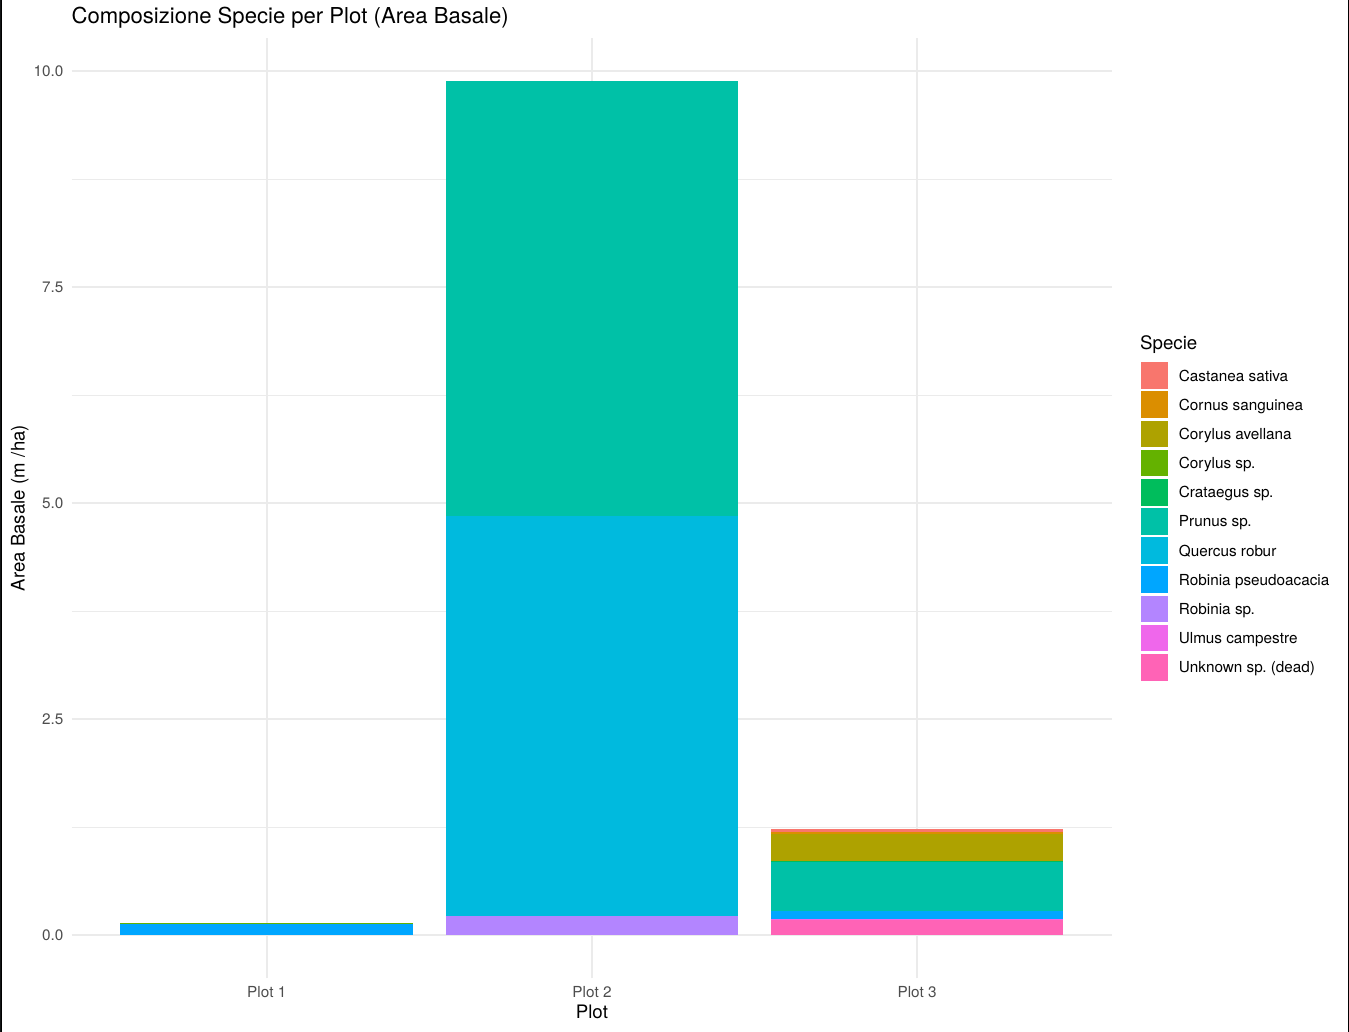 Composizione Specie per Plot (Area Basale)
10.0
7.5
5.0
2.5
0.0
Area Basale (m /ha)
Plot 1
Plot 2
Plot 3
Plot
Specie
Castanea sativa
Cornus sanguinea
Corylus avellana
Corylus sp.
Crataegus sp.
Prunus sp.
Quercus robur
Robinia pseudoacacia
Robinia sp.
Ulmus campestre
Unknown sp. (dead)